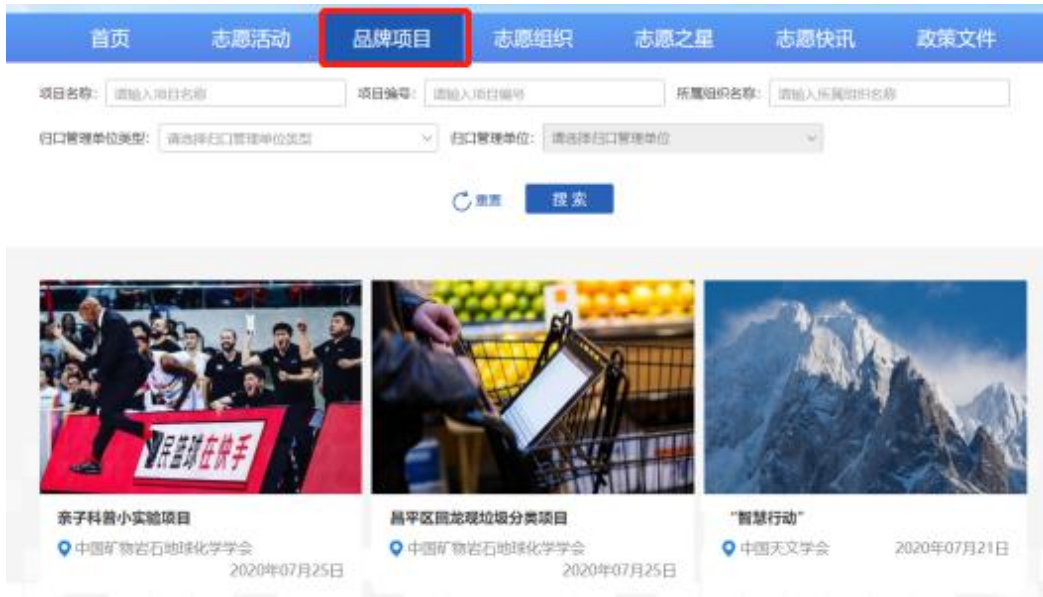 首页 志愿活动 品牌项目 志愿组织 志愿之星 志愿快讯 政策文件
项目名称: 请输入项目名称 项目编号: 请输入项目编号 所属组织名称: 请输入所属组织名称
归口管理单位类型: 请选择归口管理单位类型 归口管理单位: 请选择归口管理单位
重置 搜索
民篮球在快手
亲子科普小实验项目 昌平区回龙观垃圾分类项目 “智慧行动”
中国矿物岩石地球化学学会 中国矿物岩石地球化学学会 中国天文学会 2020年07月21日
2020年07月25日 2020年07月25日